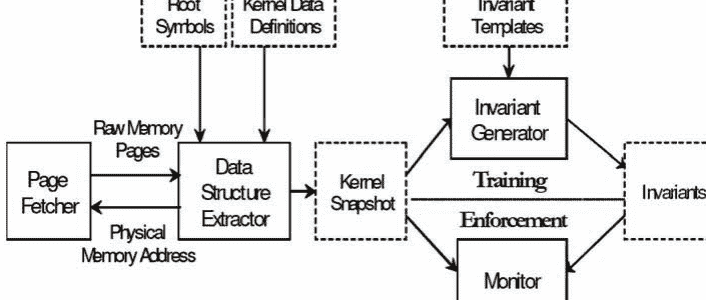 Root
Symbols
Kernel Data
Definitions
Invariant
Templates
Raw Memory
Pages
Page
Fetcher
Physical
Memory Address
Data
Structure
Extractor
Kernel
Snapshot
Invariant
Generator
Training
Enforcement
Invariants
Monitor